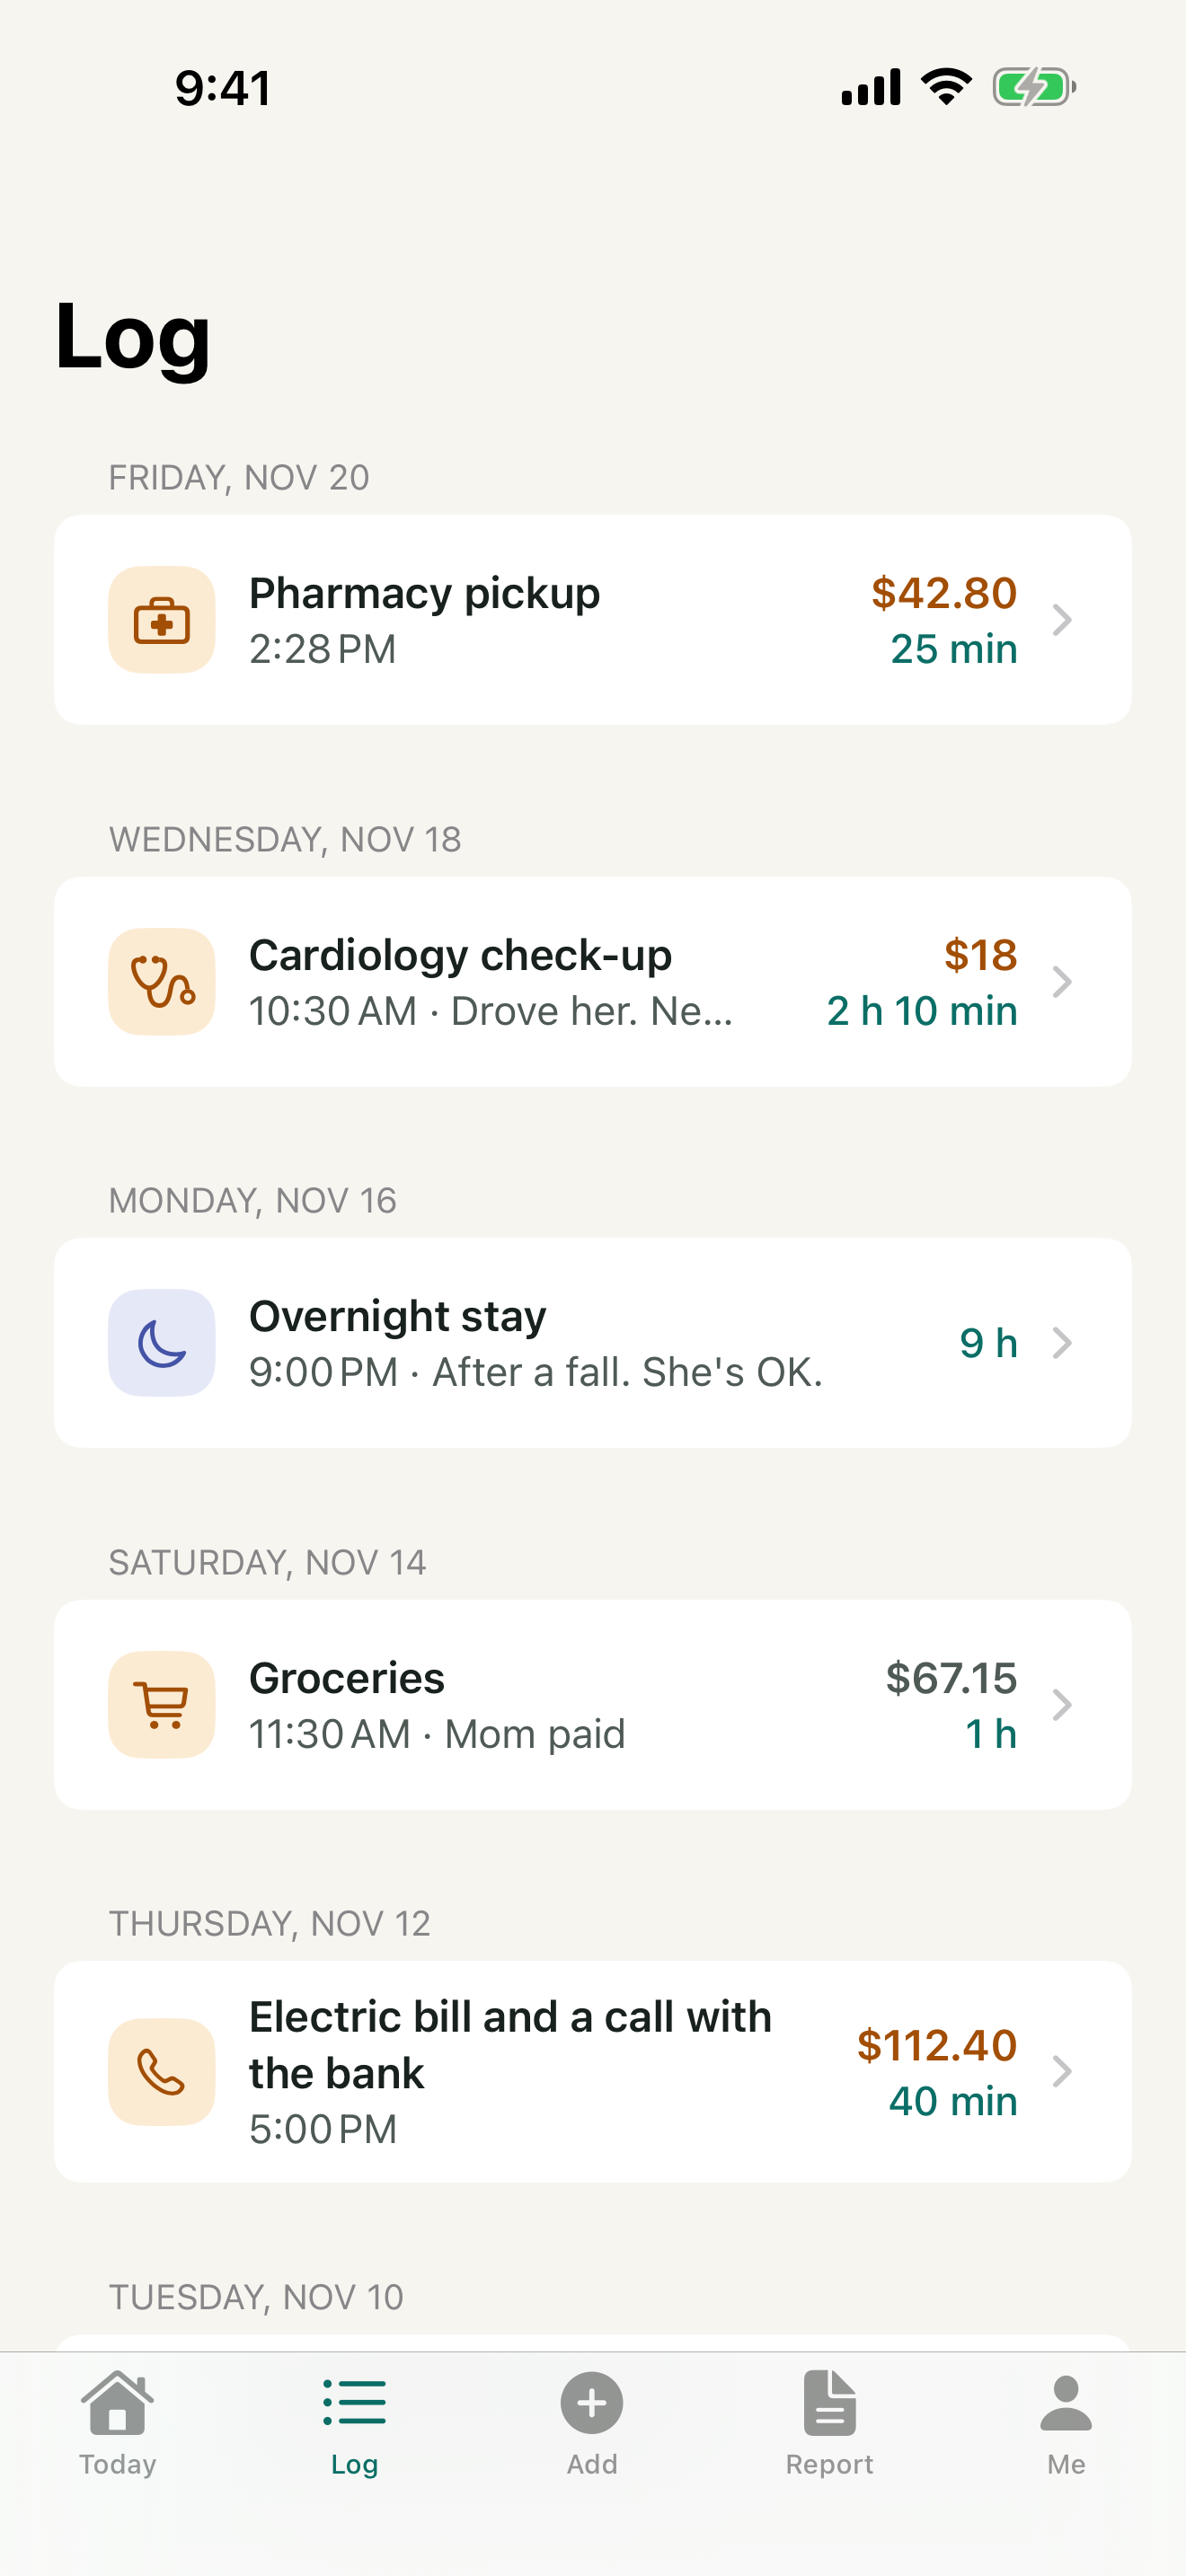 9:41
Log
FRIDAY, NOV 20
Pharmacy pickup
$42.80
2:28 PM
25 min
WEDNESDAY, NOV 18
Cardiology check-up
$18
10:30 AM · Drove her. Ne...
2 h 10 min
MONDAY, NOV 16
Overnight stay
9:00 PM · After a fall. She's OK.
9 h
SATURDAY, NOV 14
Groceries
$67.15
11:30 AM · Mom paid
1 h
THURSDAY, NOV 12
Electric bill and a call with
the bank
$112.40
5:00 PM
40 min
TUESDAY, NOV 10
Today
Log
Add
Report
Me